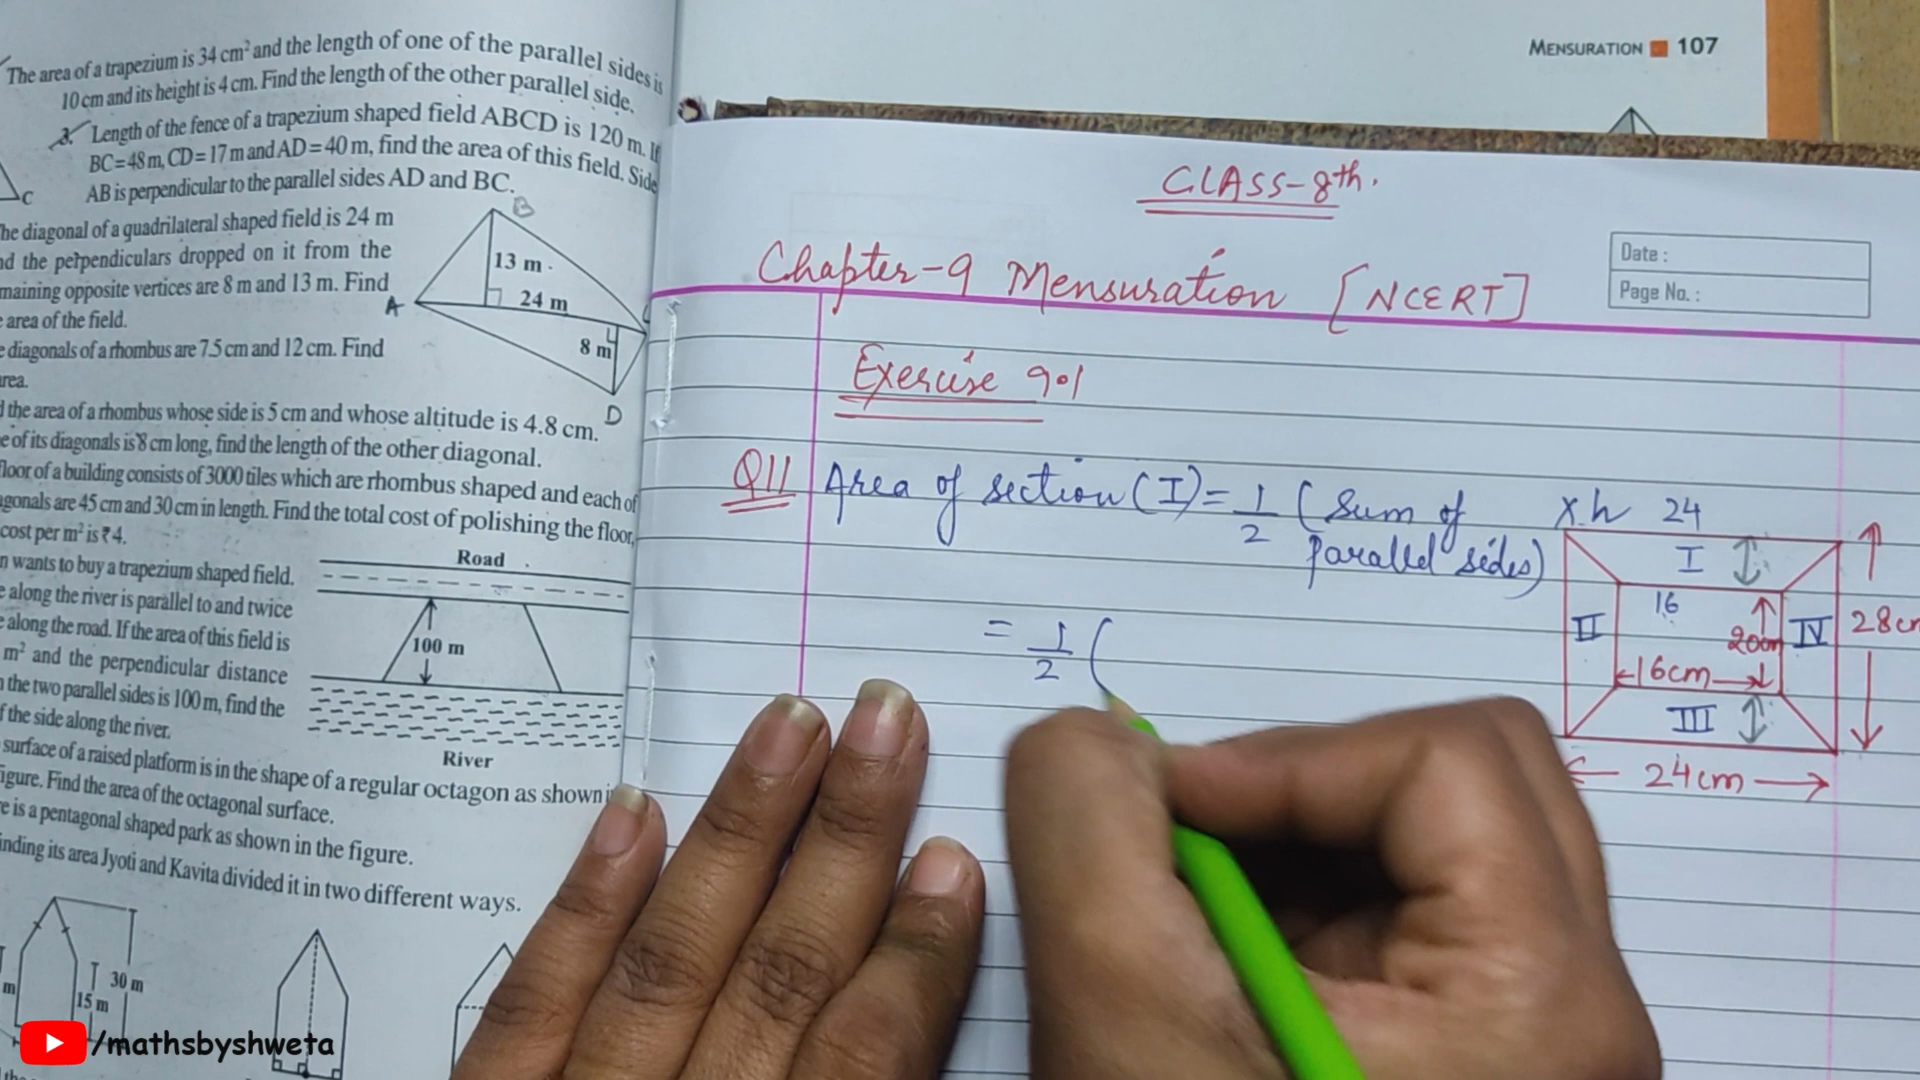 The area of a trapezium is 34 cm² and the length of one of the parallel sides is
10 cm and its height is 4 cm. Find the length of the other parallel side.
3. Length of the fence of a trapezium shaped field ABCD is 120 m. If
BC = 48 m, CD = 17 m and AD = 40 m, find the area of this field. Side
AB is perpendicular to the parallel sides AD and BC.
C
he diagonal of a quadrilateral shaped field is 24 m
nd the perpendiculars dropped on it from the
maining opposite vertices are 8 m and 13 m. Find
area of the field.
B
13 m
24 m
A
8 m
D
e diagonals of a rhombus are 7.5 cm and 12 cm. Find
area.
d the area of a rhombus whose side is 5 cm and whose altitude is 4.8 cm.
e of its diagonals is 8 cm long, find the length of the other diagonal.
floor of a building consists of 3000 tiles which are rhombus shaped and each of
agonals are 45 cm and 30 cm in length. Find the total cost of polishing the floor,
cost per m² is ₹ 4.
n wants to buy a trapezium shaped field.
e along the river is parallel to and twice
e along the road. If the area of this field is
m² and the perpendicular distance
n the two parallel sides is 100 m, find the
f the side along the river.
Road
100 m
River
surface of a raised platform is in the shape of a regular octagon as shown i
igure. Find the area of the octagonal surface.
re is a pentagonal shaped park as shown in the figure.
inding its area Jyoti and Kavita divided it in two different ways.
30 m
15 m
m
/mathsbyshweta
MENSURATION 107
CLASS-8th.
Chapter-9 Mensuration [NCERT]
Date :
Page No. :
Exercise 9.1
Q11 Area of section (I) = 1/2 (Sum of parallel sides) x h
= 1/2 (
24
I
16
II
20cm
IV
28cm
16cm
III
24cm